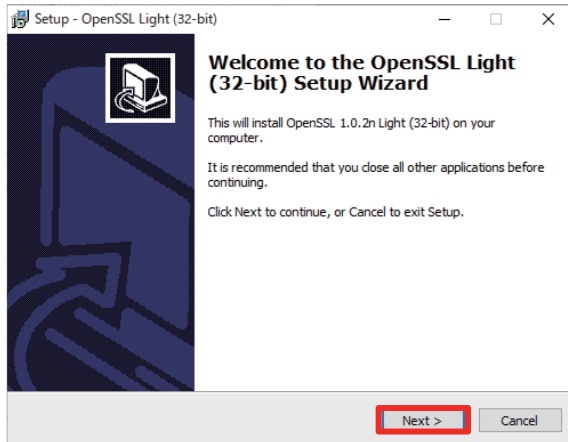 Setup - OpenSSL Light (32-bit)
Welcome to the OpenSSL Light
(32-bit) Setup Wizard
This will install OpenSSL 1.0.2n Light (32-bit) on your
computer.
It is recommended that you close all other applications before
continuing.
Click Next to continue, or Cancel to exit Setup.
Next >
Cancel